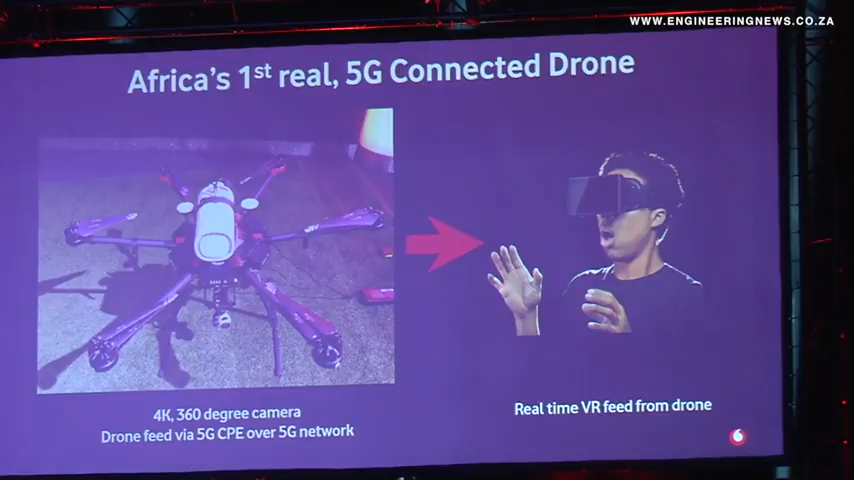 WWW.ENGINEERINGNEWS.CO.ZA
Africa's 1st real, 5G Connected Drone
4K, 360 degree camera
Drone feed via 5G CPE over 5G network
Real time VR feed from drone